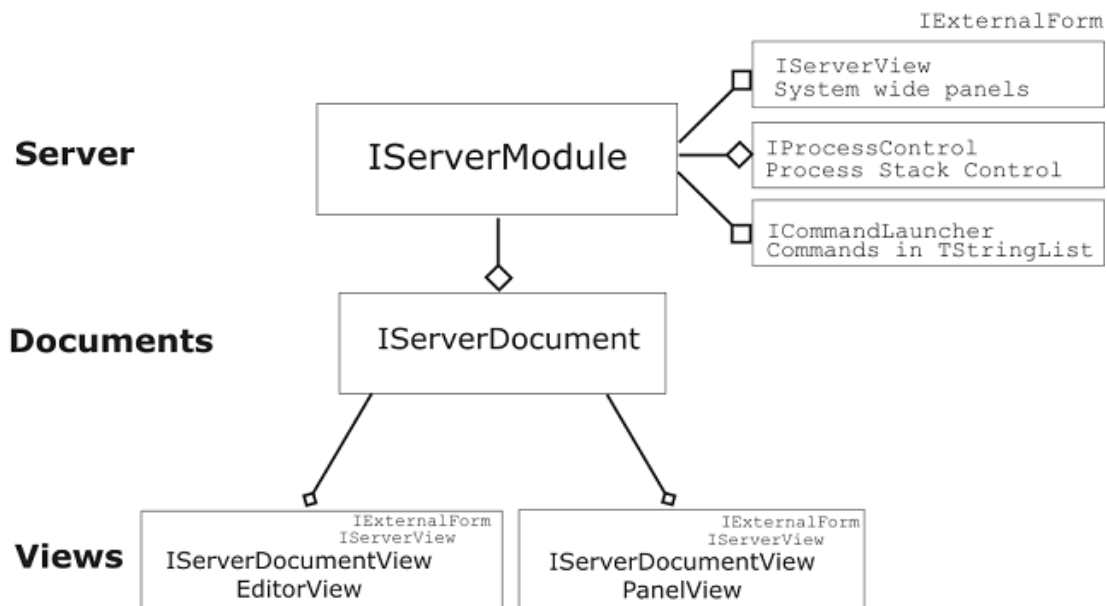 IExternalForm
IServerView
System wide panels
Server
IServerModule
IProcessControl
Process Stack Control
ICommandLauncher
Commands in TStringList
Documents
IServerDocument
Views
IExternalForm
IServerView
IServerDocumentView
EditorView
IExternalForm
IServerView
IServerDocumentView
PanelView